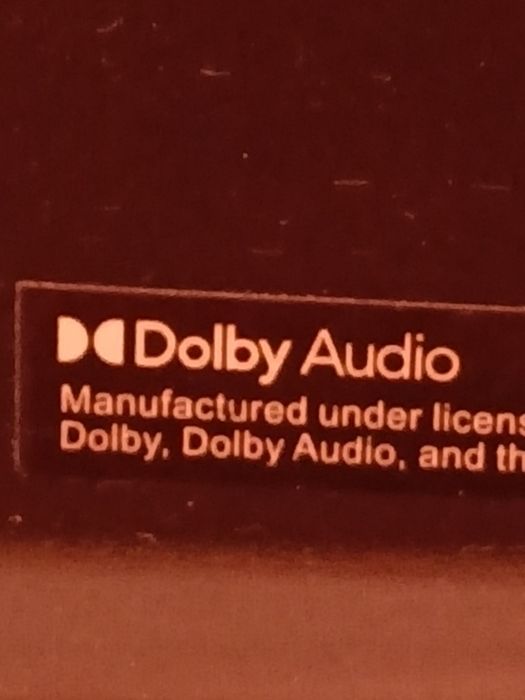 Dolby Audio
Manufactured under licens
Dolby, Dolby Audio, and th